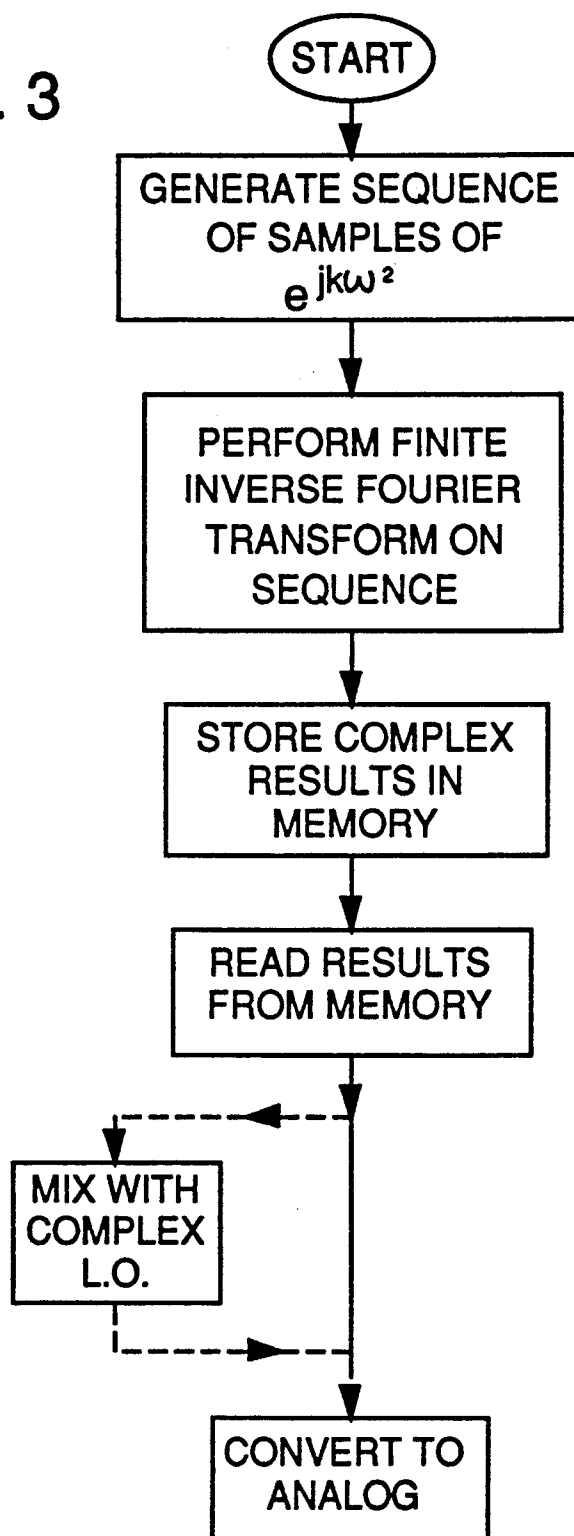 . 3
START
GENERATE SEQUENCE
OF SAMPLES OF
e^jkω²
PERFORM FINITE
INVERSE FOURIER
TRANSFORM ON
SEQUENCE
STORE COMPLEX
RESULTS IN
MEMORY
READ RESULTS
FROM MEMORY
MIX WITH
COMPLEX
L.O.
CONVERT TO
ANALOG